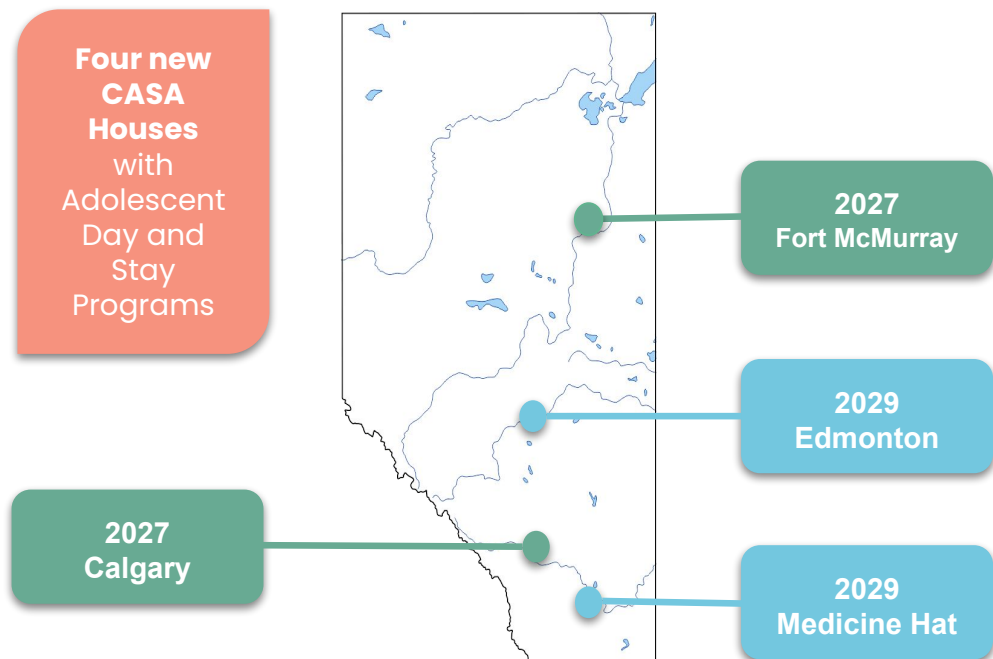 Four new
CASA
Houses
with
Adolescent
Day and
Stay
Programs
2027
Fort McMurray
2029
Edmonton
2027
Calgary
2029
Medicine Hat